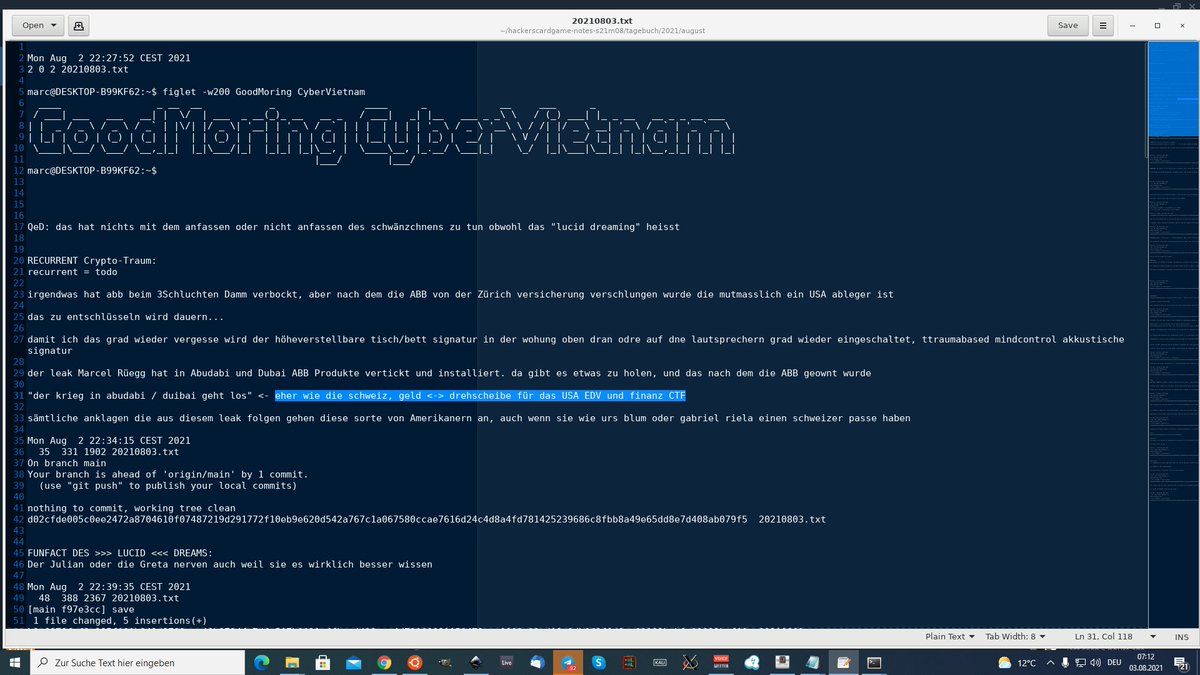 Open
20210803.txt
~/hackerscardgame-notes-s21m08/tagebuch/2021/august
Save
1
2 Mon Aug  2 22:27:52 CEST 2021
3 2 0 2 20210803.txt
4
5 marc@DESKTOP-B99KF62:~$ figlet -w200 GoodMoring CyberVietnam
6
7
8 GoodMoring CyberVietnam
9
10
11
12 marc@DESKTOP-B99KF62:~$
13
14
15
16
17 QeD: das hat nichts mit dem anfassen oder nicht anfassen des schwänzchnens zu tun obwohl das "lucid dreaming" heisst
18
19
20 RECURRENT Crypto-Traum:
21 recurrent = todo
22
23 irgendwas hat abb beim 3Schluchten Damm verbockt, aber nach dem die ABB von der Zürich versicherung verschlungen wurde die mutmasslich ein USA ableger ist
24
25 das zu entschlüsseln wird dauern...
26
27 damit ich das grad wieder vergesse wird der höheverstellbare tisch/bett signatur in der wohung oben dran odre auf dne lautsprechern grad wieder eingeschaltet, ttraumabased mindcontrol akkustische
signatur
28
29 der leak Marcel Rüegg hat in Abudabi und Dubai ABB Produkte vertickt und installiert. da gibt es etwas zu holen, und das nach dem die ABB geownt wurde
30
31 "der krieg in abudabi / duibai geht los" <- eher wie die schweiz, geld <-> drehscheibe für das USA EDV und finanz CTF
32
33 sämtliche anklagen die aus diesem leak folgen gehen diese sorte von Amerikanern an, auch wenn sie wie urs blum oder gabriel riela einen schweizer passe haben
34
35 Mon Aug  2 22:34:15 CEST 2021
36   35  331 1902 20210803.txt
37 On branch main
38 Your branch is ahead of 'origin/main' by 1 commit.
39   (use "git push" to publish your local commits)
40
41 nothing to commit, working tree clean
42 d02cfde005c0ee2472a8704610f07487219d291772f10eb9e620d542a767c1a067580ccae7616d24c4d8a4fd781425239686c8fbb8a49e65dd8e7d408ab079f5  20210803.txt
43
44
45 FUNFACT DES >>> LUCID <<< DREAMS:
46 Der Julian oder die Greta nerven auch weil sie es wirklich besser wissen
47
48 Mon Aug  2 22:39:35 CEST 2021
49   48  388 2367 20210803.txt
50 [main f97e3cc] save
51  1 file changed, 5 insertions(+)
Plain Text
Tab Width: 8
Ln 31, Col 118
INS
Zur Suche Text hier eingeben
Live
KALI
12°C
DEU
07:12
03.08.2021
21